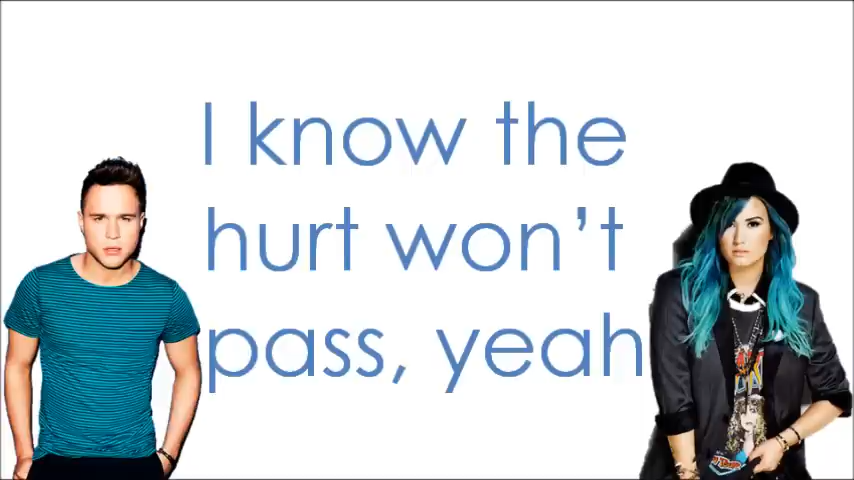 I know the
hurt won’t
pass, yeah